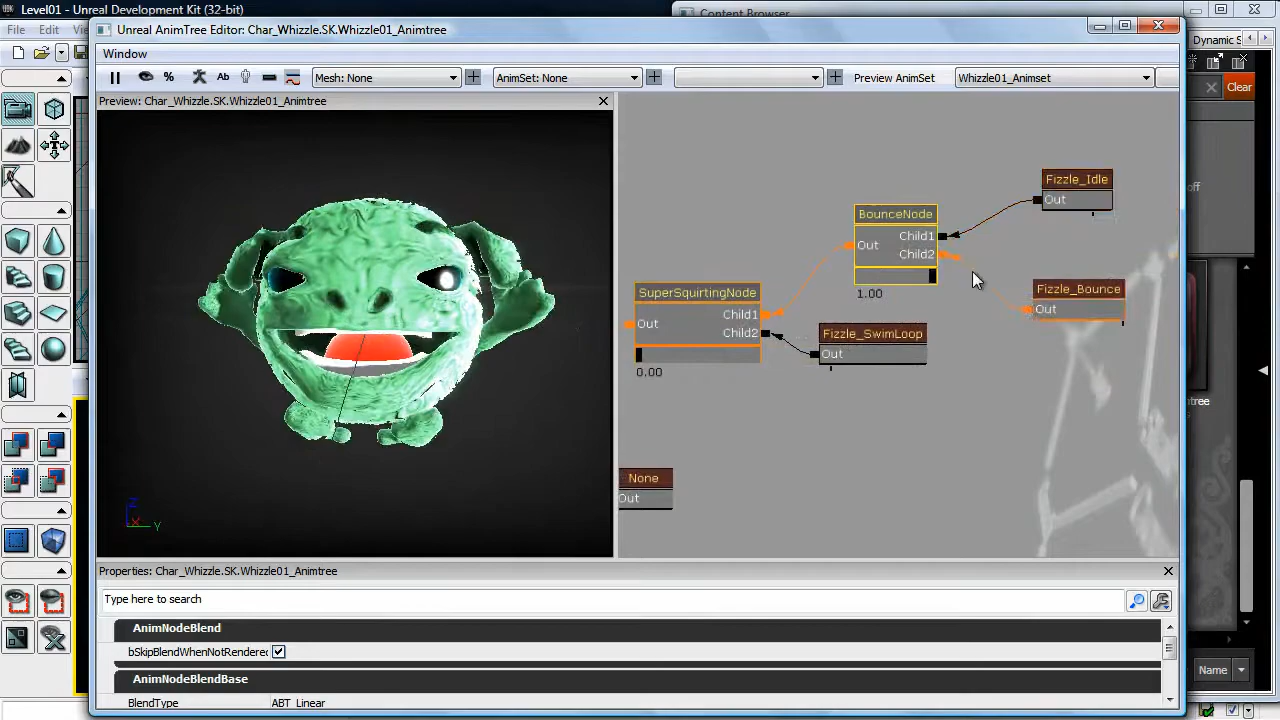 Level01 - Unreal Development Kit (32-bit)
Content Browser
File
Edit
Unreal AnimTree Editor: Char_Whizzle.SK.Whizzle01_Animtree
Window
Mesh: None
AnimSet: None
Preview AnimSet
Whizzle01_Animset
Dynamic S
Clear
Preview: Char_Whizzle.SK.Whizzle01_Animtree
Fizzle_Idle
Out
BounceNode
Child1
Out
Child2
1.00
Fizzle_Bounce
Out
SuperSquirtingNode
Child1
Out
Child2
0.00
Fizzle_SwimLoop
Out
None
Out
Z
X
Y
Properties: Char_Whizzle.SK.Whizzle01_Animtree
Type here to search
AnimNodeBlend
bSkipBlendWhenNotRendered
AnimNodeBlendBase
BlendType
ABT_Linear
Name